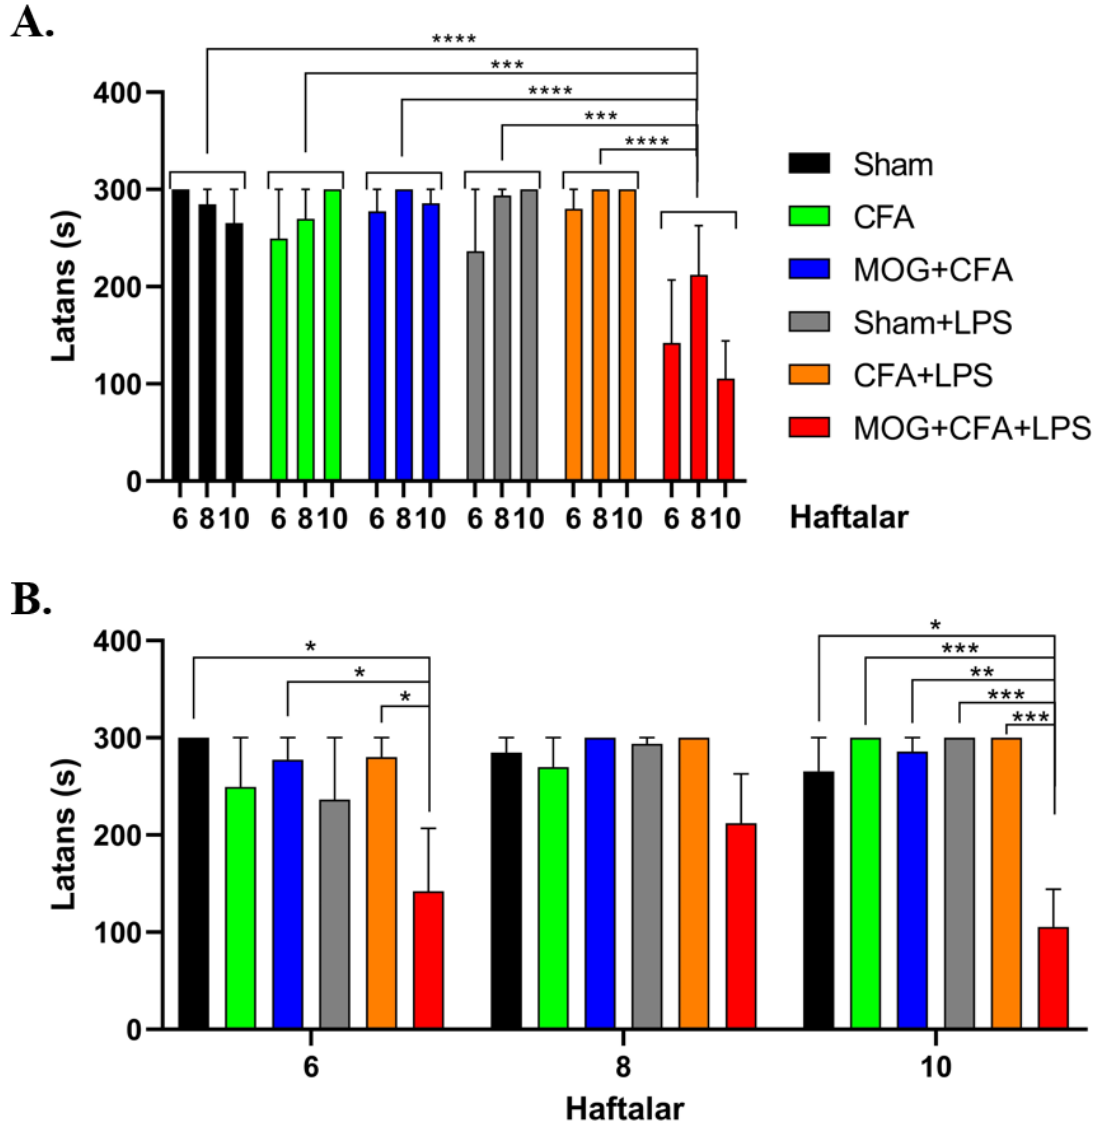 A.
****
***
****
***
****
400
300
200
100
0
Latans (s)
6 8 10 6 8 10 6 8 10 6 8 10 6 8 10 6 8 10
Haftalar
Sham
CFA
MOG+CFA
Sham+LPS
CFA+LPS
MOG+CFA+LPS
B.
*
*
*
*
***
**
***
***
400
300
200
100
0
Latans (s)
6 8 10
Haftalar